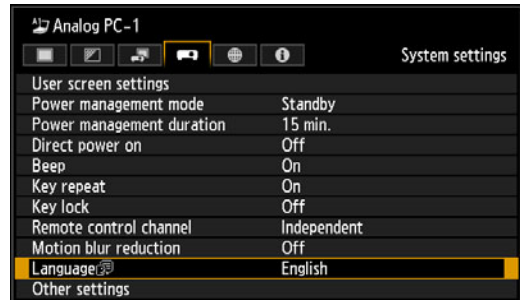 Analog PC-1
System settings
User screen settings
Power management mode Standby
Power management duration 15 min.
Direct power on Off
Beep On
Key repeat On
Key lock Off
Remote control channel Independent
Motion blur reduction Off
Language English
Other settings